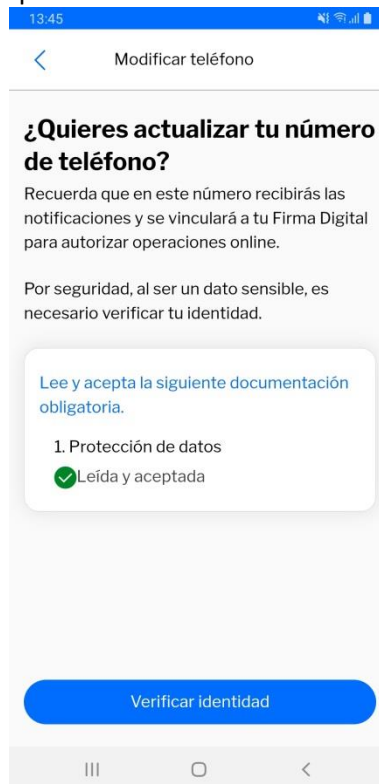 13:45
Modificar teléfono
¿Quieres actualizar tu número
de teléfono?
Recuerda que en este número recibirás las
notificaciones y se vinculará a tu Firma Digital
para autorizar operaciones online.
Por seguridad, al ser un dato sensible, es
necesario verificar tu identidad.
Lee y acepta la siguiente documentación
obligatoria.
1. Protección de datos
Leída y aceptada
Verificar identidad